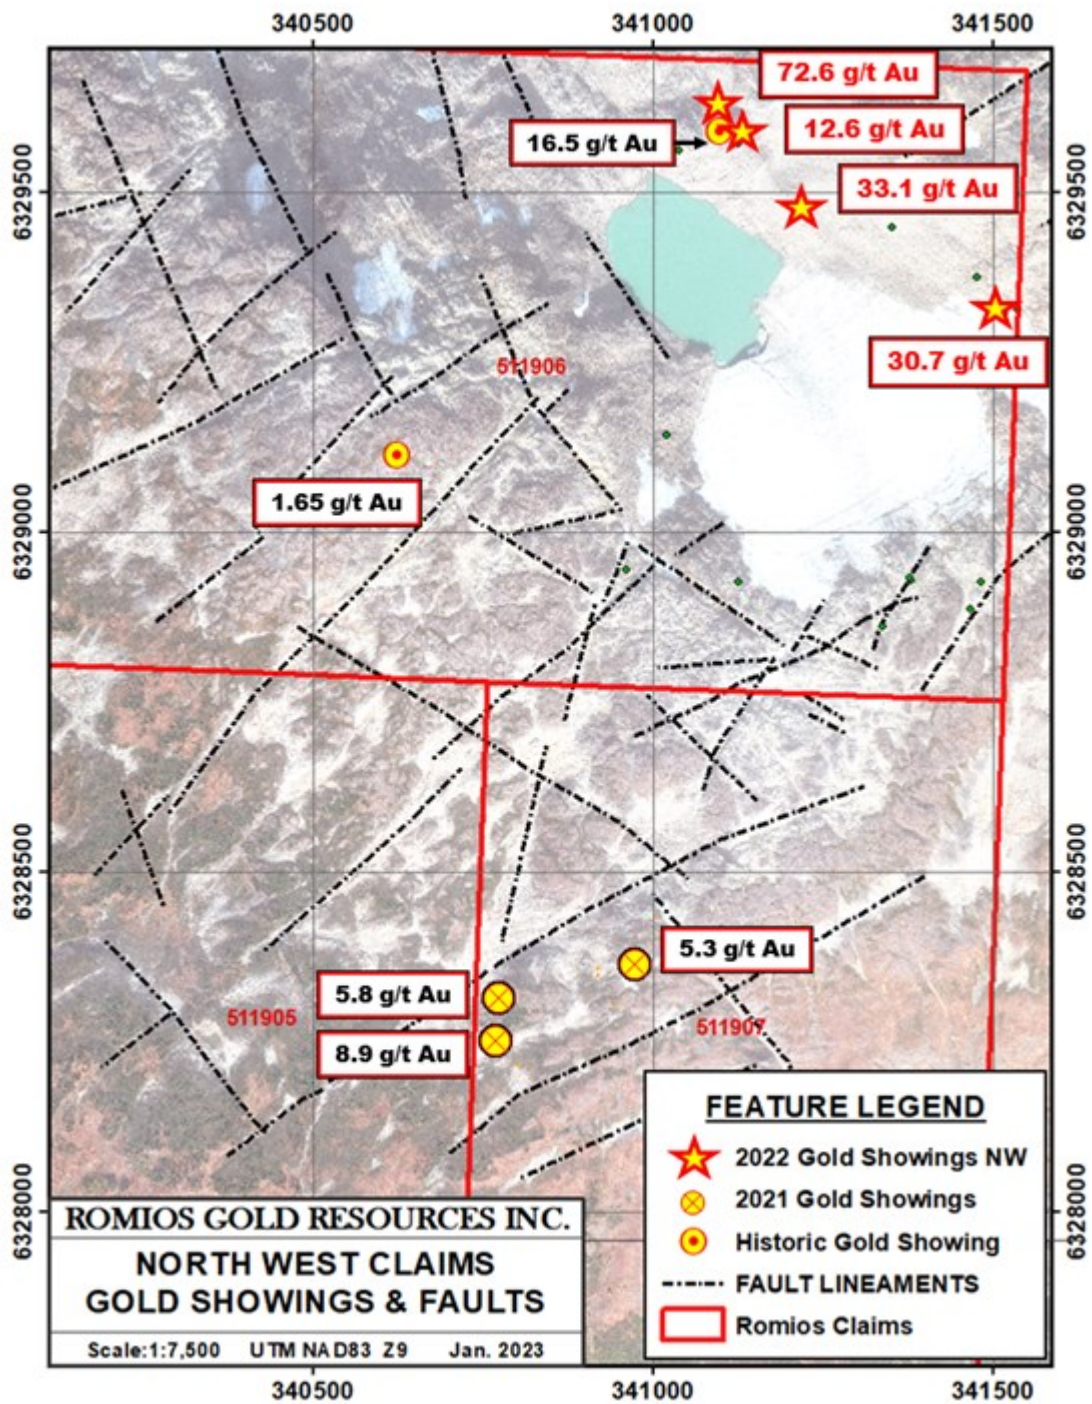 340500
341000
341500
72.6 g/t Au
16.5 g/t Au
12.6 g/t Au
33.1 g/t Au
6329500
6329500
30.7 g/t Au
511906
1.65 g/t Au
6329000
6329000
6328500
6328500
5.3 g/t Au
5.8 g/t Au
511905
511907
8.9 g/t Au
FEATURE LEGEND
2022 Gold Showings NW
2021 Gold Showings
Historic Gold Showing
FAULT LINEAMENTS
Romios Claims
6328000
6328000
ROMIOS GOLD RESOURCES INC.
NORTH WEST CLAIMS
GOLD SHOWINGS & FAULTS
Scale:1:7,500 UTM NAD83 Z9 Jan. 2023
340500
341000
341500